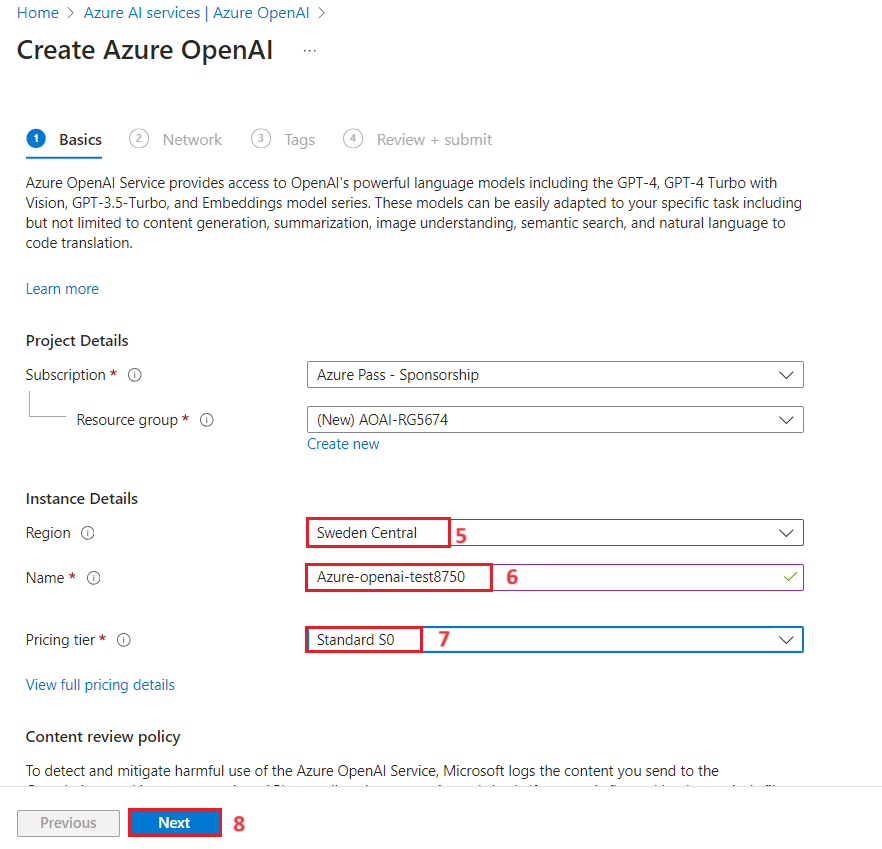 Home > Azure AI services | Azure OpenAI >
Create Azure OpenAI ...
1 Basics 2 Network 3 Tags 4 Review + submit
Azure OpenAI Service provides access to OpenAI's powerful language models including the GPT-4, GPT-4 Turbo with
Vision, GPT-3.5-Turbo, and Embeddings model series. These models can be easily adapted to your specific task including
but not limited to content generation, summarization, image understanding, semantic search, and natural language to
code translation.
Learn more
Project Details
Subscription * Azure Pass - Sponsorship
Resource group * (New) AOAI-RG5674
Create new
Instance Details
Region Sweden Central 5
Name * Azure-openai-test8750 6
Pricing tier * Standard S0 7
View full pricing details
Content review policy
To detect and mitigate harmful use of the Azure OpenAI Service, Microsoft logs the content you send to the
Previous Next 8